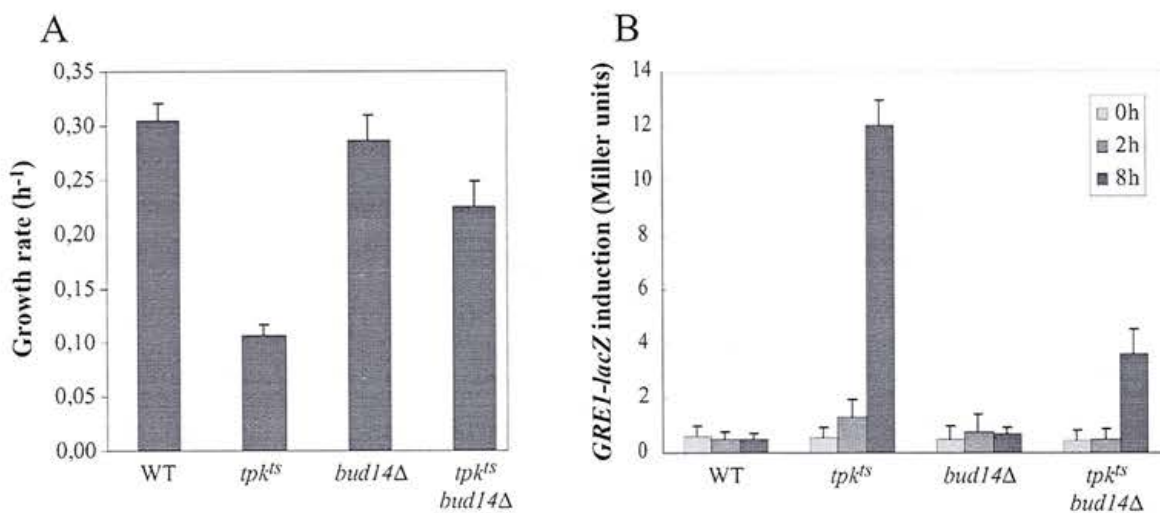 A
Growth rate (h⁻¹)
0,35
0,30
0,25
0,20
0,15
0,10
0,05
0,00
WT
tpkᵗˢ
bud14Δ
tpkᵗˢ
bud14Δ
B
GRE1-lacZ induction (Miller units)
14
12
10
8
6
4
2
0
0h
2h
8h
WT
tpkᵗˢ
bud14Δ
tpkᵗˢ
bud14Δ